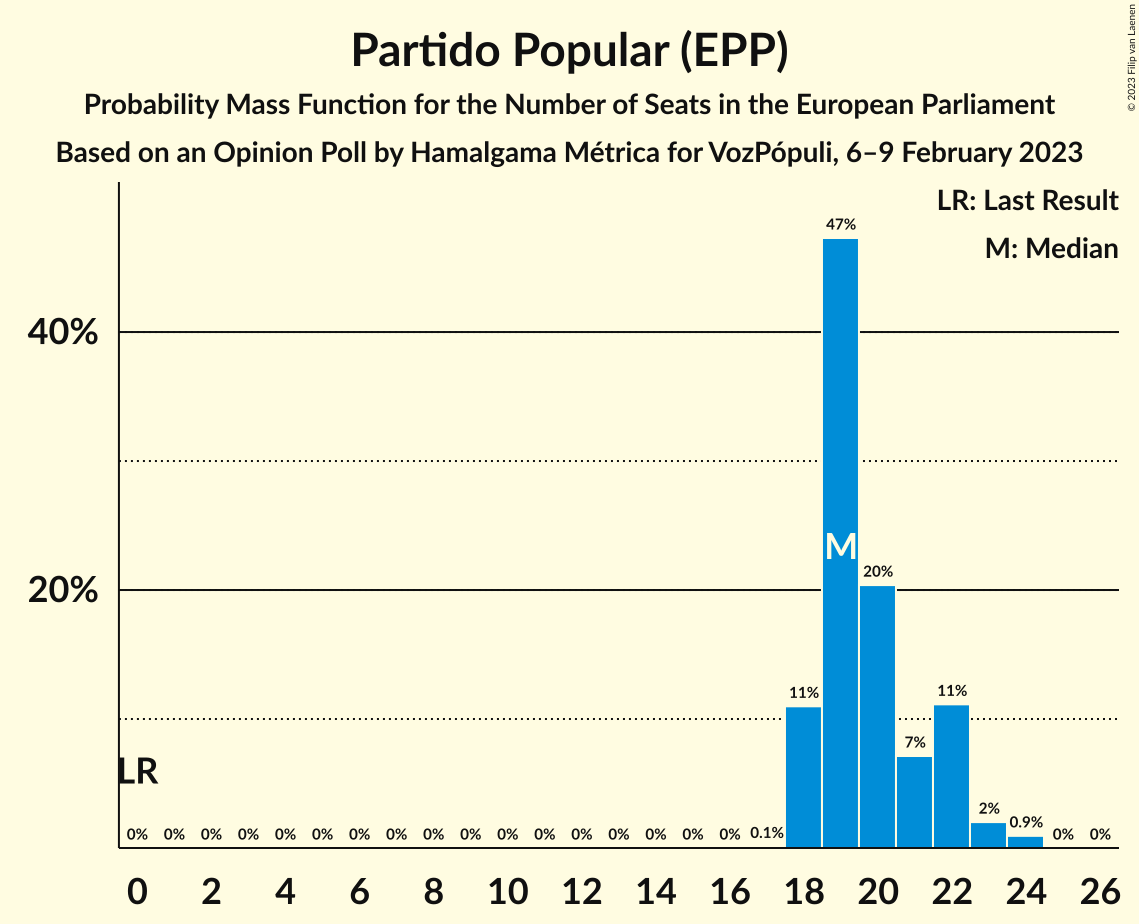 Partido Popular (EPP)
Probability Mass Function for the Number of Seats in the European Parliament
Based on an Opinion Poll by Hamalgama Métrica for VozPópuli, 6–9 February 2023
© 2023 Filip van Laenen
LR: Last Result
M: Median
47%
40%
M
20%
20%
11%
11%
7%
LR
2%
0.9%
0% 0% 0% 0% 0% 0% 0% 0% 0% 0% 0% 0% 0% 0% 0% 0% 0% 0.1% 0% 0%
0 2 4 6 8 10 12 14 16 18 20 22 24 26